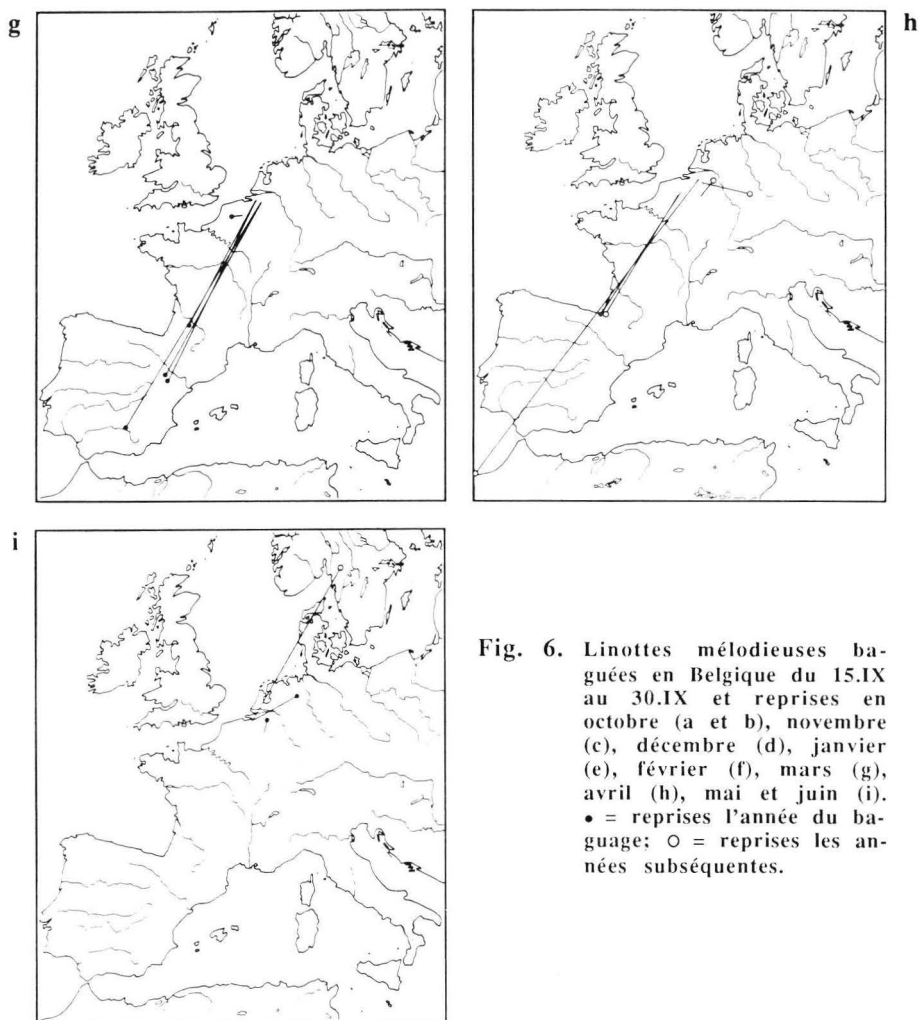 g
h
i
Fig. 6. Linottes mélodieuses ba-
guées en Belgique du 15.IX
au 30.IX et reprises en
octobre (a et b), novembre
(c), décembre (d), janvier
(e), février (f), mars (g),
avril (h), mai et juin (i).
• = reprises l'année du ba-
guage; O = reprises les an-
nées subséquentes.